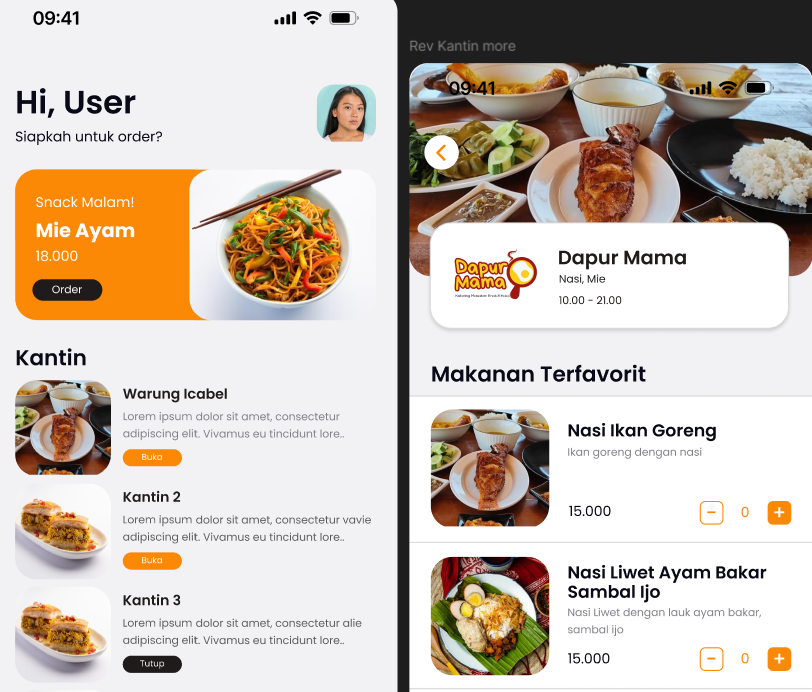 09:41
Hi, User
Siapkah untuk order?
Snack Malam!
Mie Ayam
18.000
Order
Kantin
Warung Icabel
Lorem ipsum dolor sit amet, consectetur
adipiscing elit. Vivamus eu tincidunt lore..
Buka
Kantin 2
Lorem ipsum dolor sit amet, consectetur vavie
adipiscing elit. Vivamus eu tincidunt lore..
Buka
Kantin 3
Lorem ipsum dolor sit amet, consectetur alie
adipiscing elit. Vivamus eu tincidunt lore..
Tutup
Rev Kantin more
09:41
Dapur
Mama
Dapur Mama
Nasi, Mie
10.00 - 21.00
Makanan Terfavorit
Nasi Ikan Goreng
Ikan goreng dengan nasi
15.000
0
Nasi Liwet Ayam Bakar
Sambal Ijo
Nasi Liwet dengan lauk ayam bakar,
sambal ijo
15.000
0